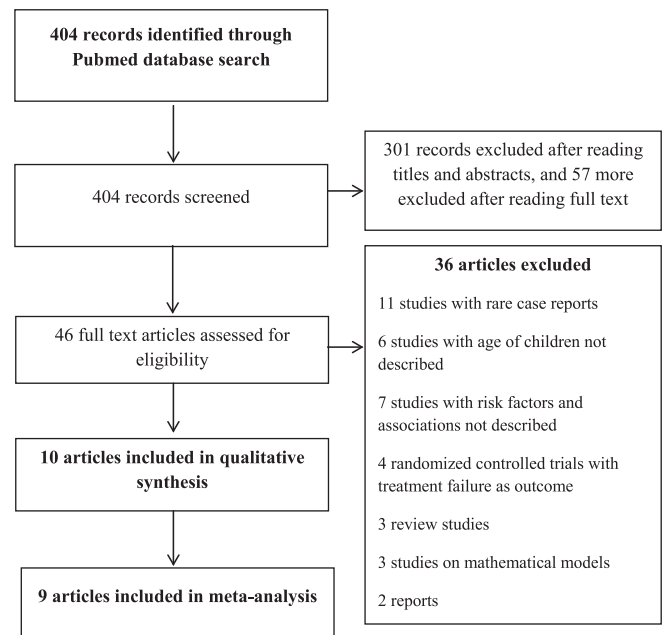 404 records identified through
Pubmed database search
404 records screened
301 records excluded after reading
titles and abstracts, and 57 more
excluded after reading full text
46 full text articles assessed for
eligibility
36 articles excluded
11 studies with rare case reports
6 studies with age of children not
described
7 studies with risk factors and
associations not described
4 randomized controlled trials with
treatment failure as outcome
3 review studies
3 studies on mathematical models
2 reports
10 articles included in qualitative
synthesis
9 articles included in meta-analysis